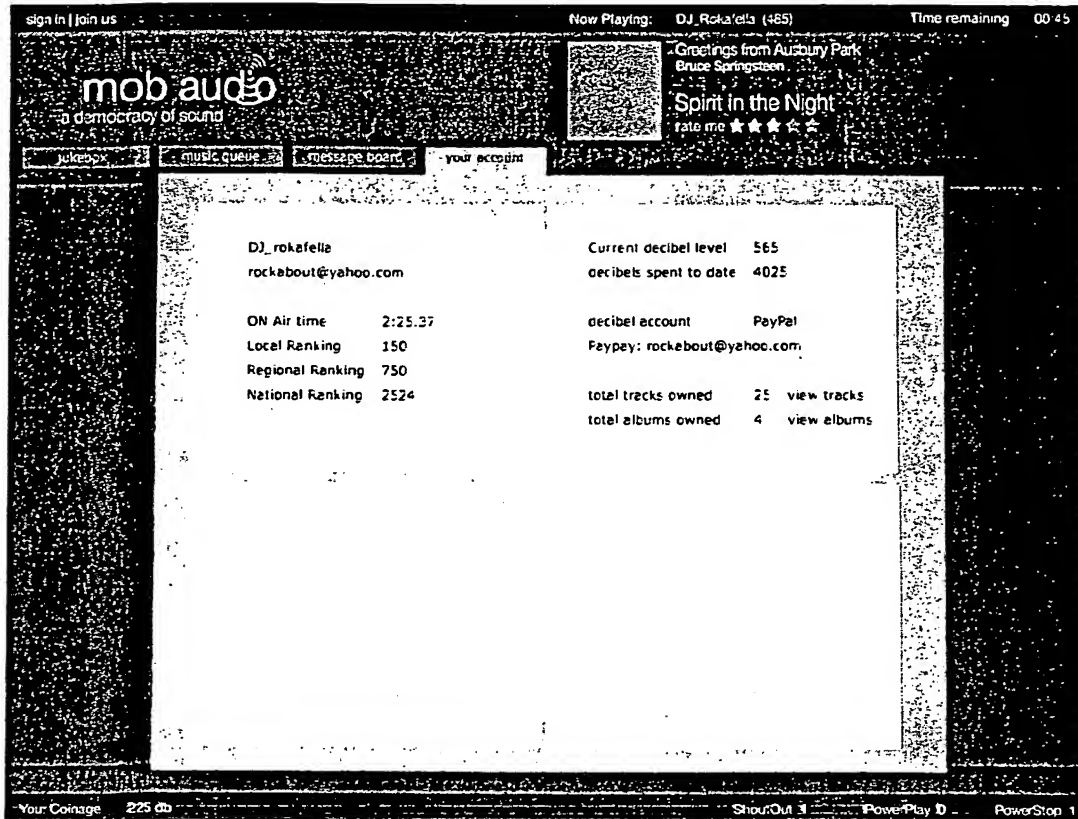 sign in | join us Now Playing: DJ_Roka'ella (485) Time remaining 00:45
Greetings from Ausbury Park
Bruce Springsteen
mob audio
a democracy of sound
Spirit in the Night
rate me
jukebox music queue message board your account
DJ_rokafella Current decibel level 565
rockabout@yahoo.com decibels spent to date 4025
ON Air time 2:25.37 decibel account PayPal
Local Ranking 150 Paypay: rockabout@yahoo.com
Regional Ranking 750
National Ranking 2524 total tracks owned 25 view tracks
total albums owned 4 view albums
Your Coinage 225 db ShoutOut PowerPlay 0 PowerStop 1